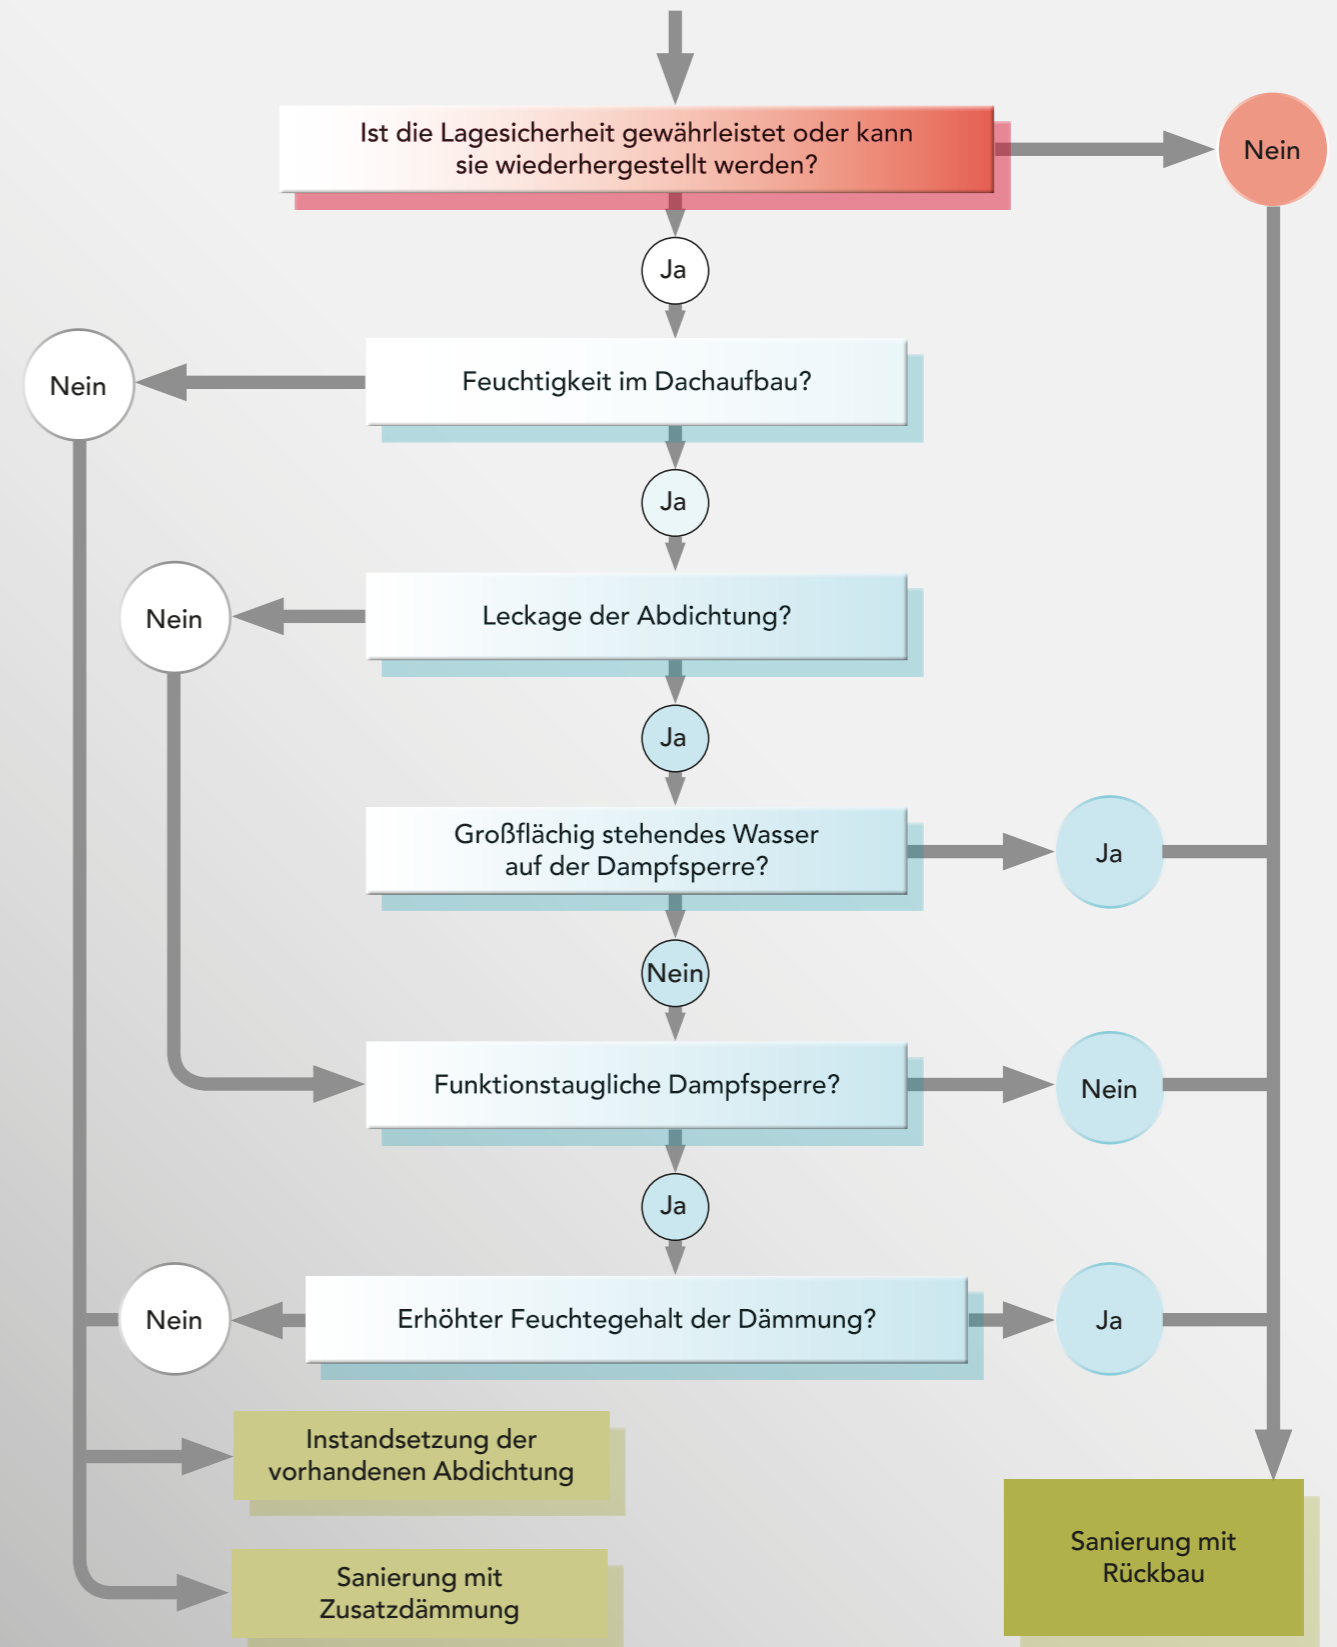 Ist die Lagesicherheit gewährleistet oder kann
sie wiederhergestellt werden?
Nein
Ja
Feuchtigkeit im Dachaufbau?
Nein
Ja
Leckage der Abdichtung?
Nein
Ja
Großflächig stehendes Wasser
auf der Dampfsperre?
Ja
Nein
Funktionstaugliche Dampfsperre?
Nein
Ja
Nein
Erhöhter Feuchtegehalt der Dämmung?
Ja
Instandsetzung der
vorhandenen Abdichtung
Sanierung mit
Zusatzdämmung
Sanierung mit
Rückbau